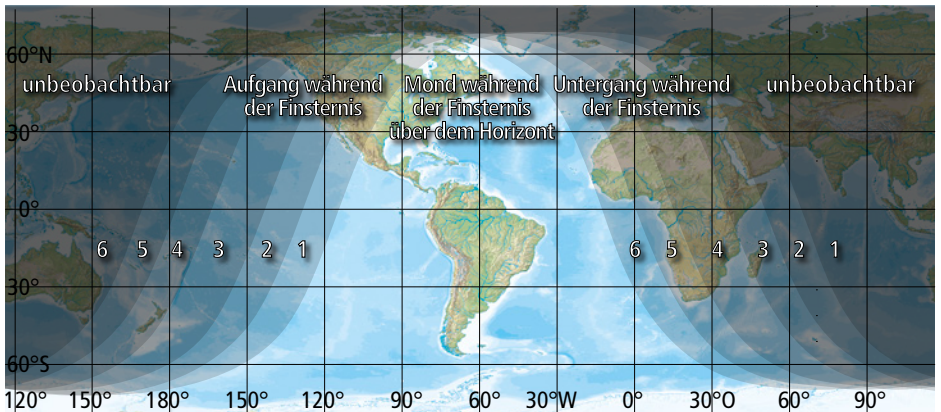 60°N
unbeobachtbar
Aufgang während
der Finsternis
Mond während
der Finsternis
über dem Horizont
Untergang während
der Finsternis
unbeobachtbar
30°
0°
6 5 4 3 2 1
6 5 4 3 2 1
30°
60°S
120° 150° 180° 150° 120° 90° 60° 30°W 0° 30°O 60° 90°